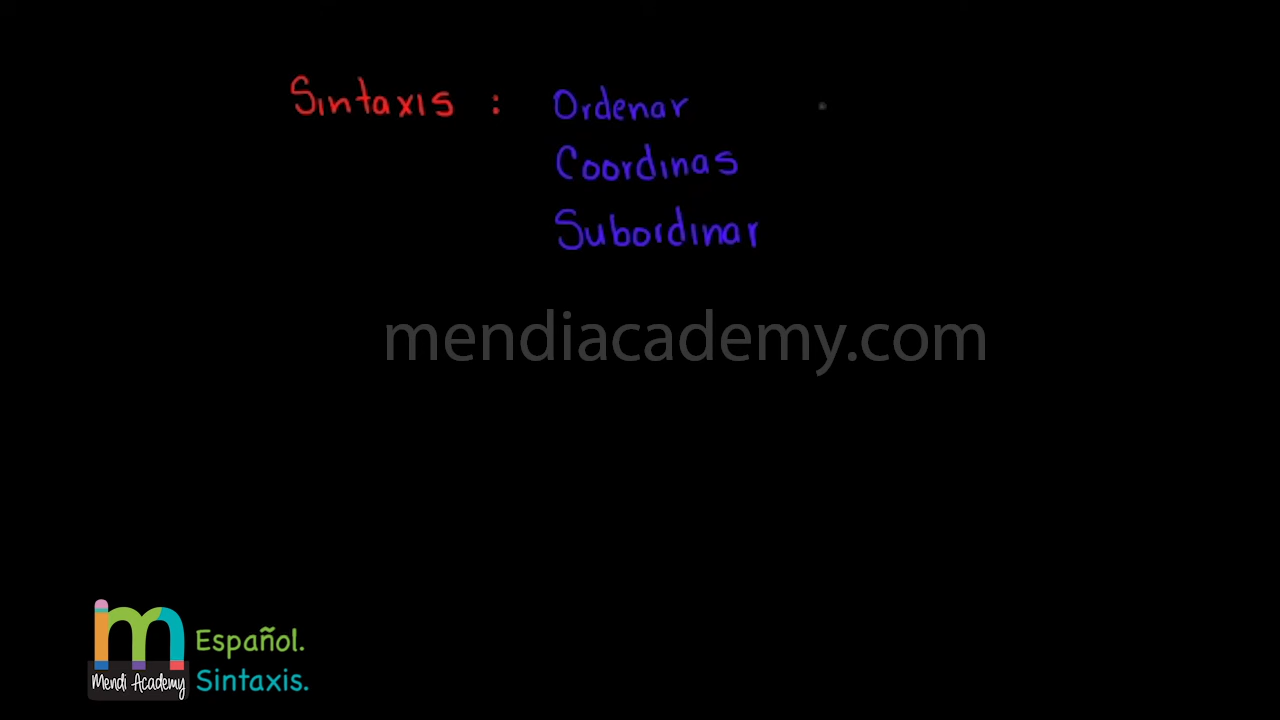 Sintaxis : Ordenar
Coordinas
Subordinar
mendiacademy.com
Español.
Mendi Academy Sintaxis.